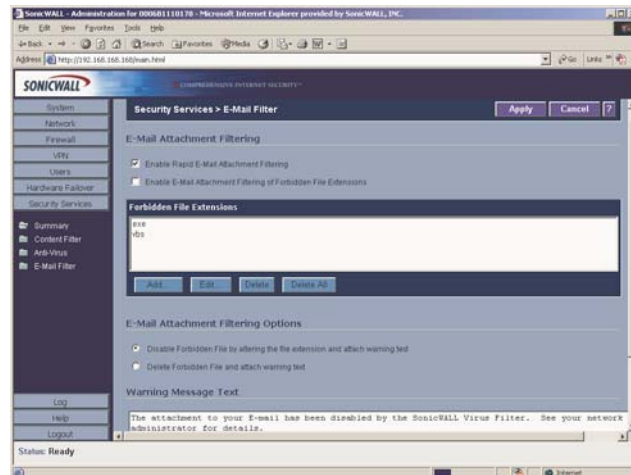 SonicWALL - Administration for 0006B1110178 - Microsoft Internet Explorer provided by SonicWALL, INC.
File Edit View Favorites Tools Help
Back Search Favorites Media
Address http://192.168.168.168/main.html Go Links
SONICWALL
COMPREHENSIVE INTERNET SECURITY™
System
Network
Firewall
VPN
Users
Hardware Failover
Security Services
Summary
Content Filter
Anti-Virus
E-Mail Filter
Log
Help
Logout
Status: Ready
Security Services > E-Mail Filter Apply Cancel ?
E-Mail Attachment Filtering
Enable Rapid E-Mail Attachment Filtering
Enable E-Mail Attachment Filtering of Forbidden File Extensions
Forbidden File Extensions
exe
vbs
Add... Edit... Delete Delete All
E-Mail Attachment Filtering Options
Disable Forbidden File by altering the file extension and attach warning text
Delete Forbidden File and attach warning text
Warning Message Text
The attachment to your E-mail has been disabled by the SonicWALL Virus Filter. See your network
administrator for details.
Internet